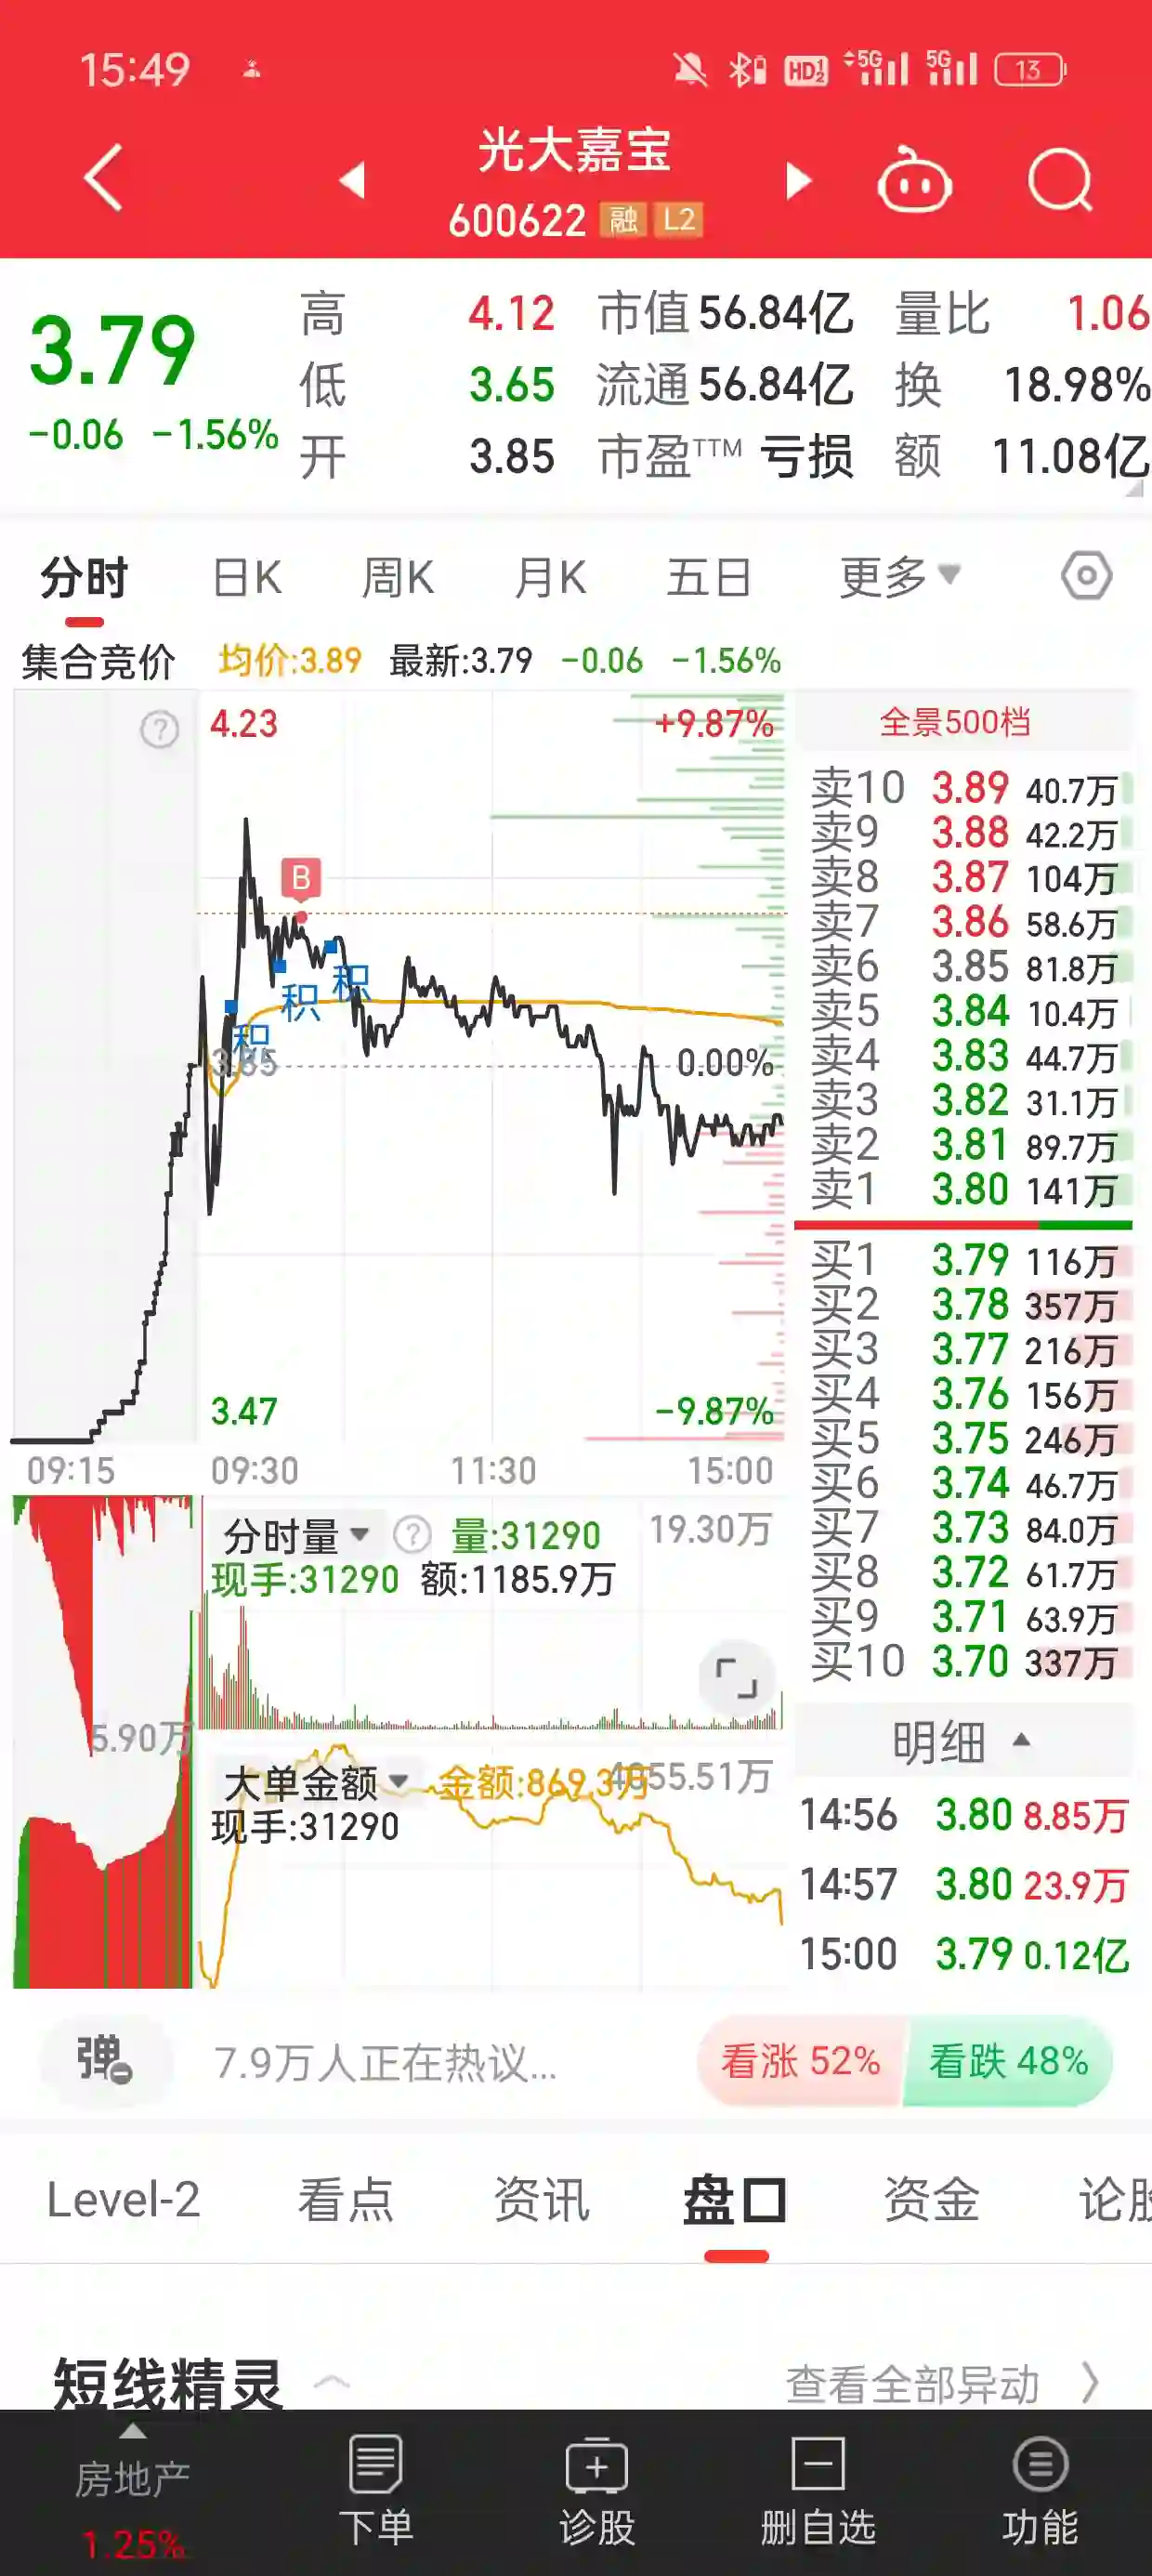 15:49 HD1 2 5G 5G 13
光大嘉宝
600622 融 L2
3.79
-0.06 -1.56%
高 4.12 市值 56.84亿 量比 1.06
低 3.65 流通 56.84亿 换 18.98%
开 3.85 市盈TTM 亏损 额 11.08亿
分时 日K 周K 月K 五日 更多
集合竞价 均价:3.89 最新:3.79 -0.06 -1.56%
? 4.23 +9.87%
B
积 积
积
3.85 0.00%
3.47 -9.87%
09:15 09:30 11:30 15:00
全景500档
卖10 3.89 40.7万
卖9 3.88 42.2万
卖8 3.87 104万
卖7 3.86 58.6万
卖6 3.85 81.8万
卖5 3.84 10.4万
卖4 3.83 44.7万
卖3 3.82 31.1万
卖2 3.81 89.7万
卖1 3.80 141万
买1 3.79 116万
买2 3.78 357万
买3 3.77 216万
买4 3.76 156万
买5 3.75 246万
买6 3.74 46.7万
买7 3.73 84.0万
买8 3.72 61.7万
买9 3.71 63.9万
买10 3.70 337万
分时量 ? 量:31290 19.30万
现手:31290 额:1185.9万
5.90万
大单金额 金额:869.3万
现手:31290
明细
14:56 3.80 8.85万
14:57 3.80 23.9万
15:00 3.79 0.12亿
弹 7.9万人正在热议... 看涨 52% 看跌 48%
Level-2 看点 资讯 盘口 资金 论股
短线精灵 查看全部异动
房地产
1.25%
下单 诊股 删自选 功能